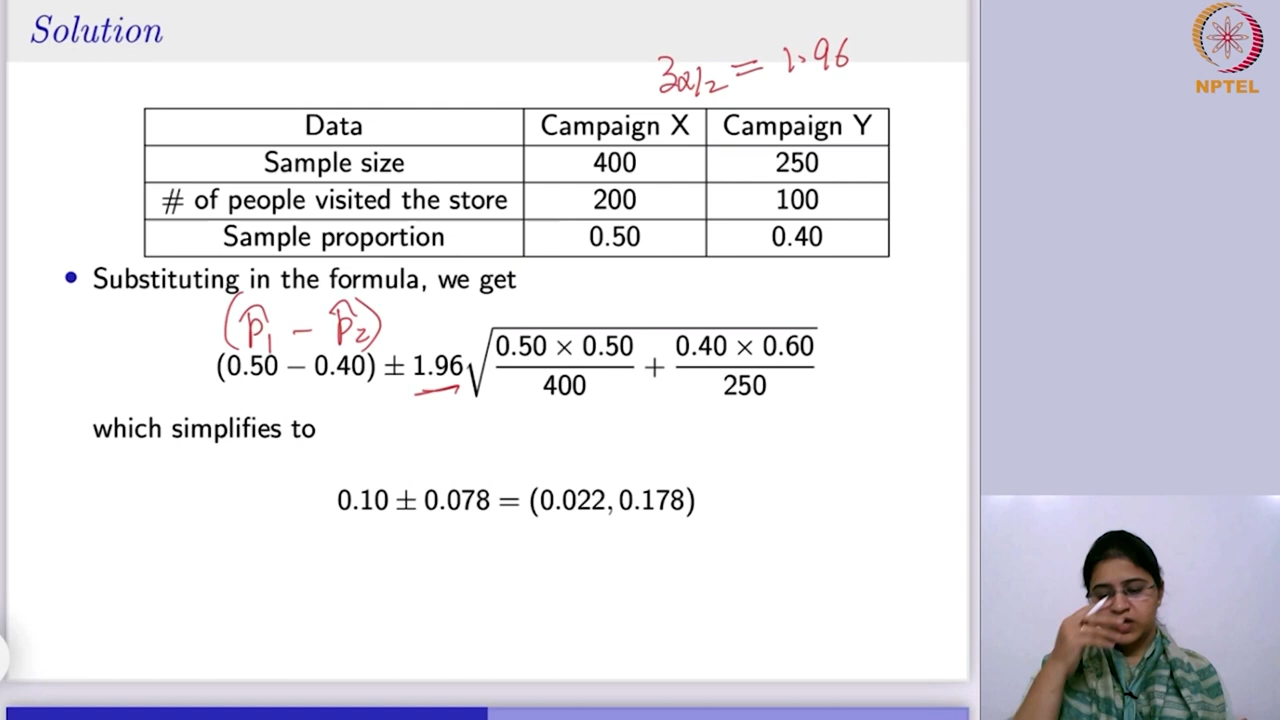 Solution
NPTEL
zα/2 = 1.96
Data Campaign X Campaign Y
Sample size 400 250
# of people visited the store 200 100
Sample proportion 0.50 0.40
• Substituting in the formula, we get
(p̂₁ − p̂₂)
(0.50 − 0.40) ± 1.96√(0.50 × 0.50 / 400 + 0.40 × 0.60 / 250)
which simplifies to
0.10 ± 0.078 = (0.022, 0.178)